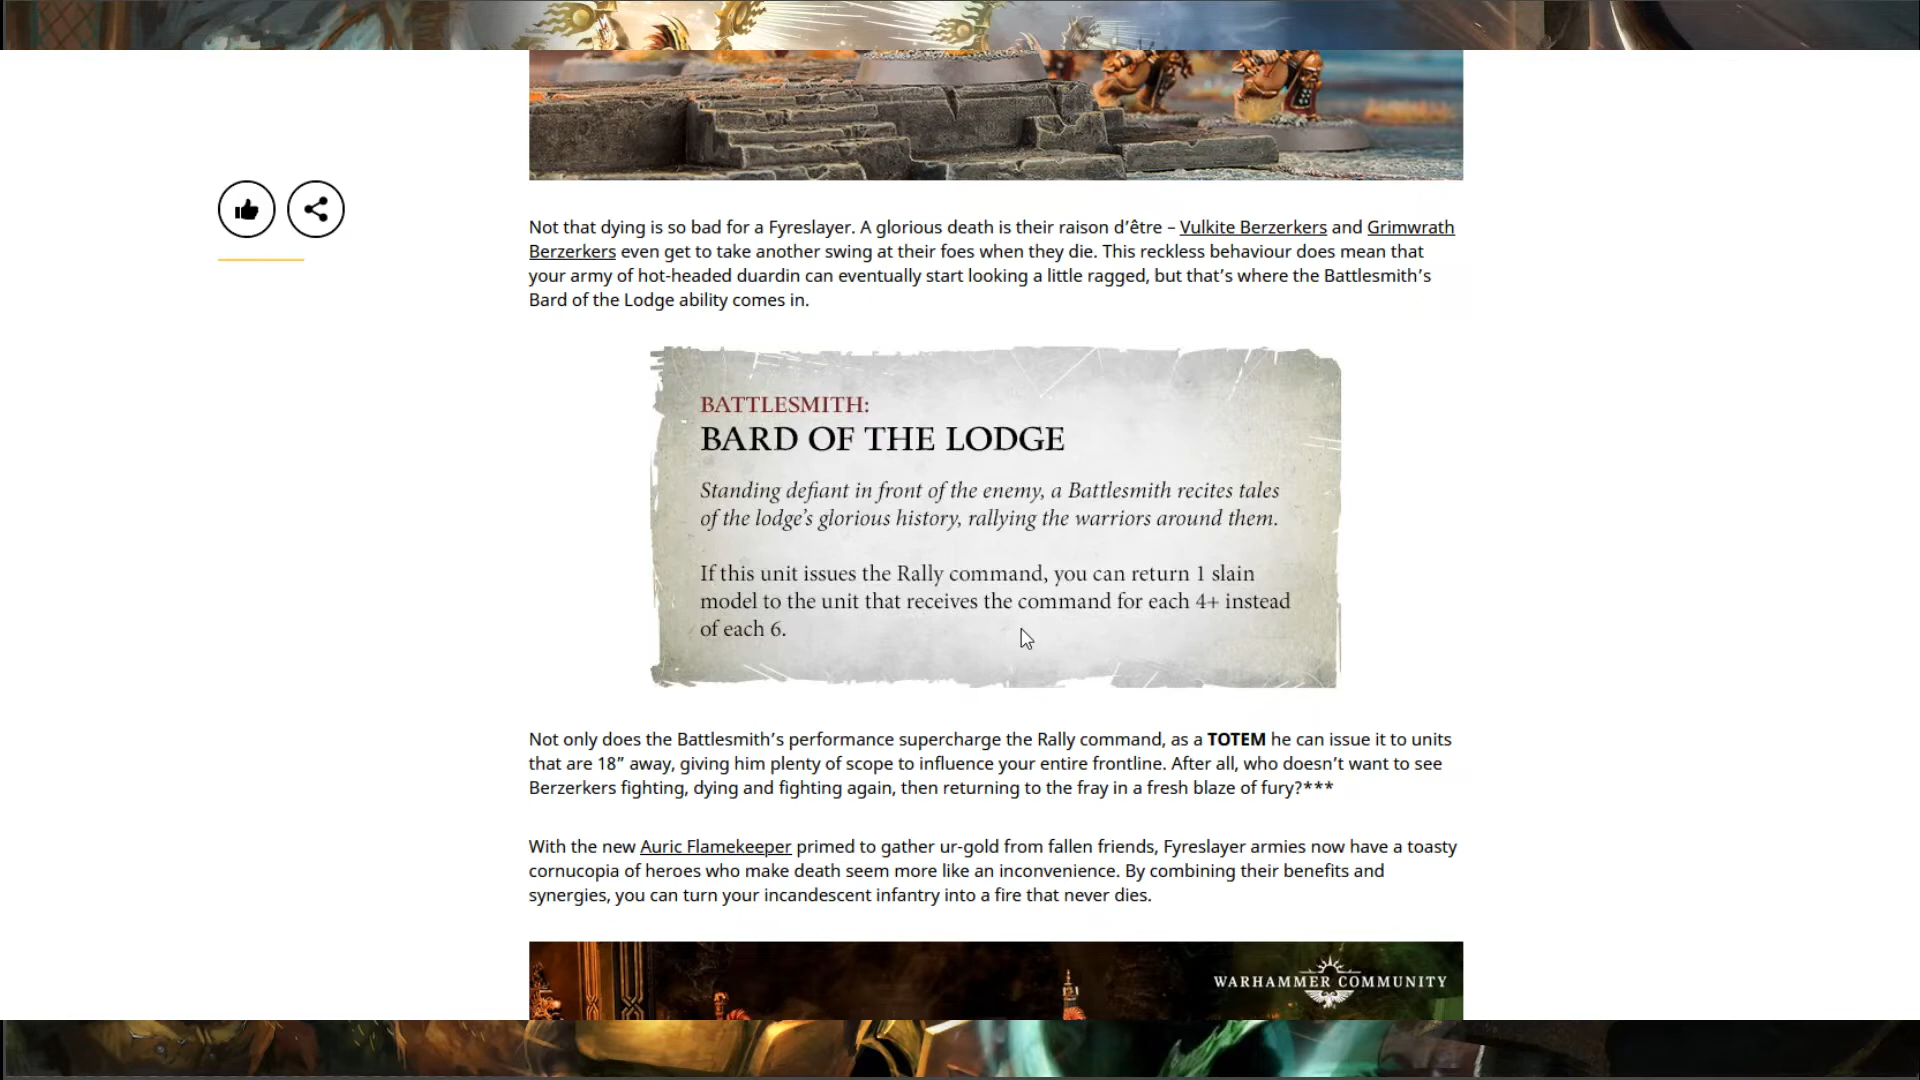 Not that dying is so bad for a Fyreslayer. A glorious death is their raison d’être – Vulkite Berzerkers and Grimwrath
Berzerkers even get to take another swing at their foes when they die. This reckless behaviour does mean that
your army of hot-headed duardin can eventually start looking a little ragged, but that’s where the Battlesmith’s
Bard of the Lodge ability comes in.
BATTLESMITH:
BARD OF THE LODGE
Standing defiant in front of the enemy, a Battlesmith recites tales
of the lodge’s glorious history, rallying the warriors around them.
If this unit issues the Rally command, you can return 1 slain
model to the unit that receives the command for each 4+ instead
of each 6.
Not only does the Battlesmith’s performance supercharge the Rally command, as a TOTEM he can issue it to units
that are 18” away, giving him plenty of scope to influence your entire frontline. After all, who doesn’t want to see
Berzerkers fighting, dying and fighting again, then returning to the fray in a fresh blaze of fury?***
With the new Auric Flamekeeper primed to gather ur-gold from fallen friends, Fyreslayer armies now have a toasty
cornucopia of heroes who make death seem more like an inconvenience. By combining their benefits and
synergies, you can turn your incandescent infantry into a fire that never dies.
WARHAMMER COMMUNITY